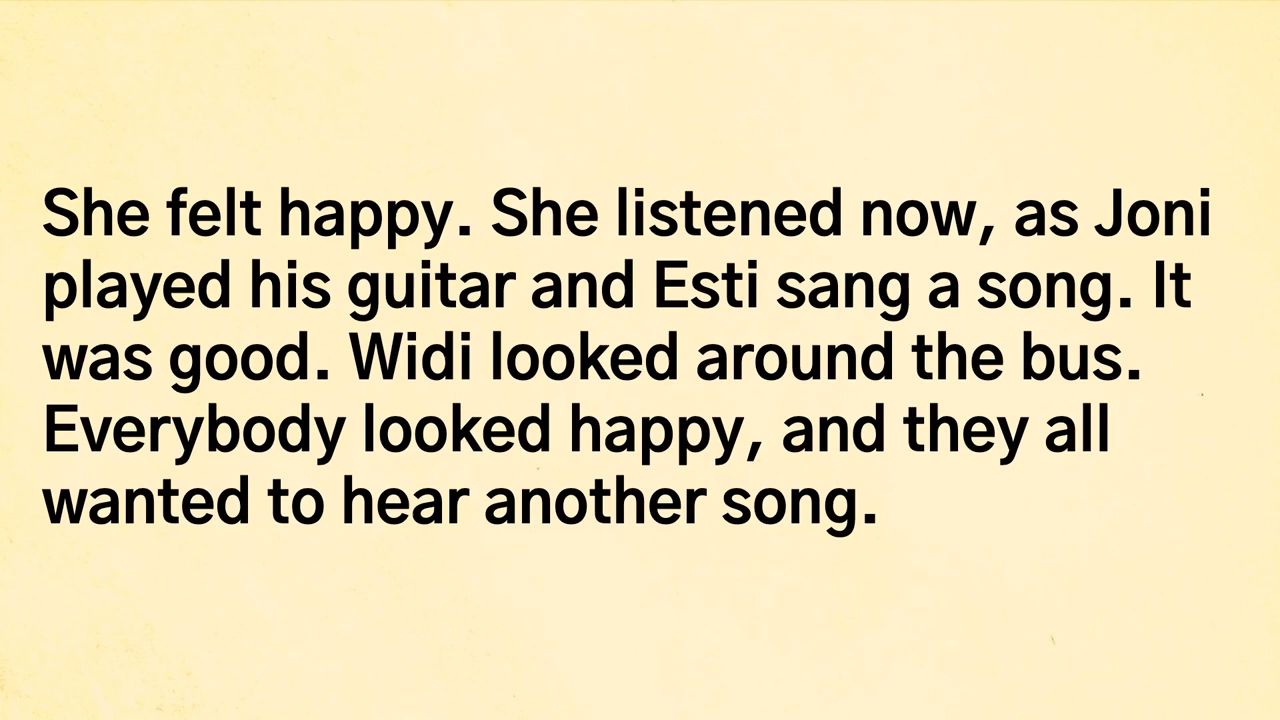 She felt happy. She listened now, as Joni
played his guitar and Esti sang a song. It
was good. Widi looked around the bus.
Everybody looked happy, and they all
wanted to hear another song.